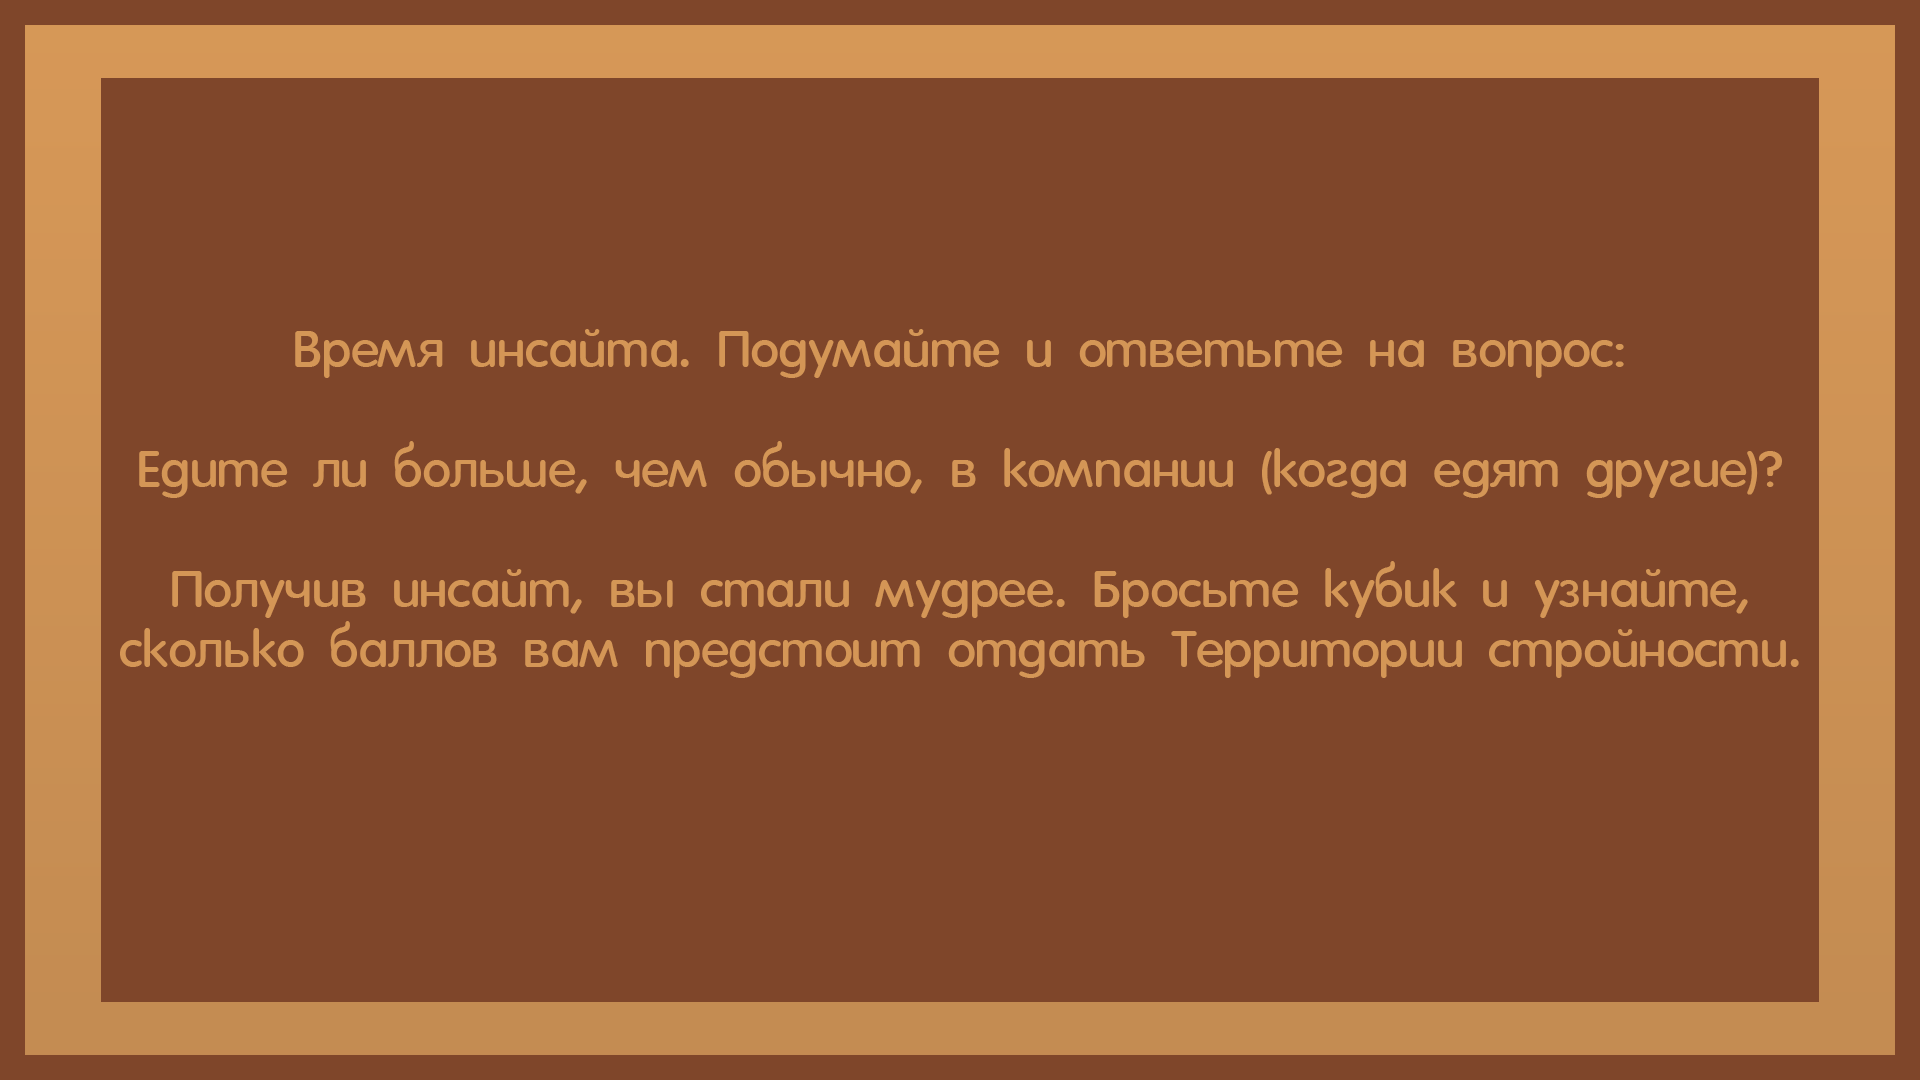 Время инсайта. Подумайте и ответьте на вопрос:
Едите ли больше, чем обычно, в компании (когда едят другие)?
Получив инсайт, вы стали мудрее. Бросьте кубик и узнайте,
сколько баллов вам предстоит отдать Территории стройности.